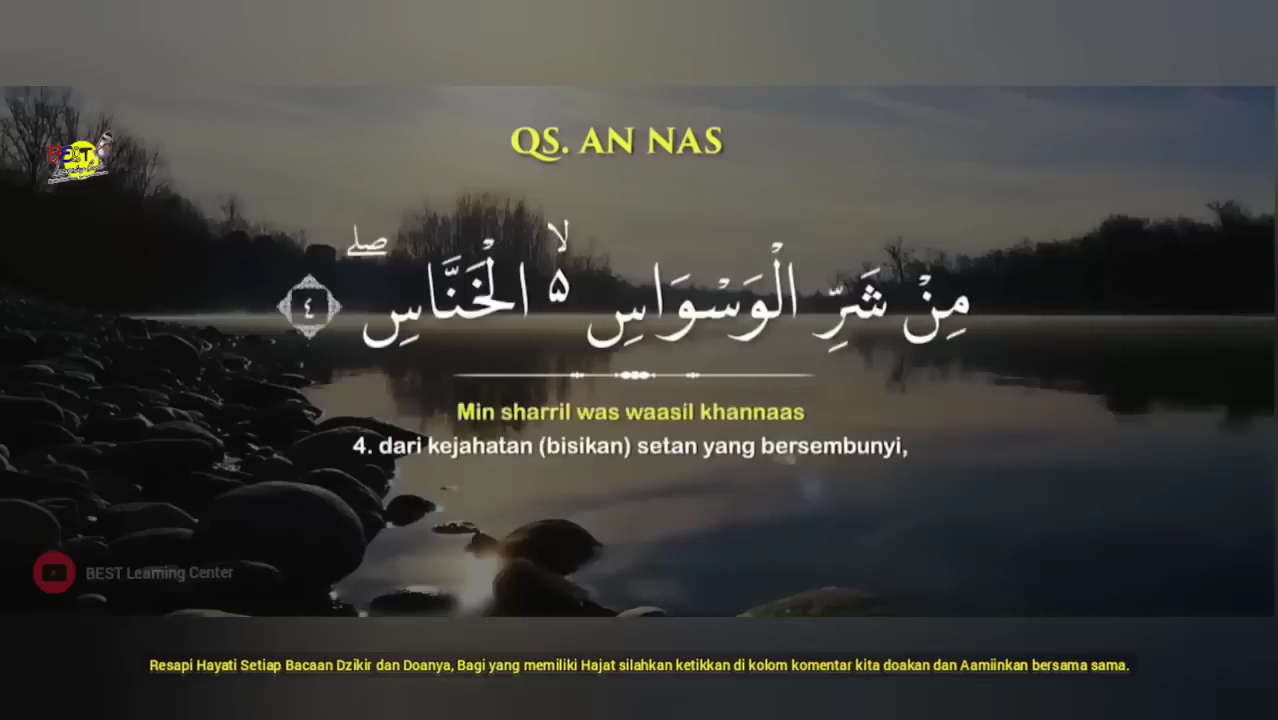 QS. AN NAS
BEST
مِنْ شَرِّ الْوَسْوَاسِ ۵ۙ الْخَنَّاسِۖ ٤
Min sharril was waasil khannaas
4. dari kejahatan (bisikan) setan yang bersembunyi,
BEST Learning Center
Resapi Hayati Setiap Bacaan Dzikir dan Doanya, Bagi yang memiliki Hajat silahkan ketikkan di kolom komentar kita doakan dan Aamiinkan bersama sama.